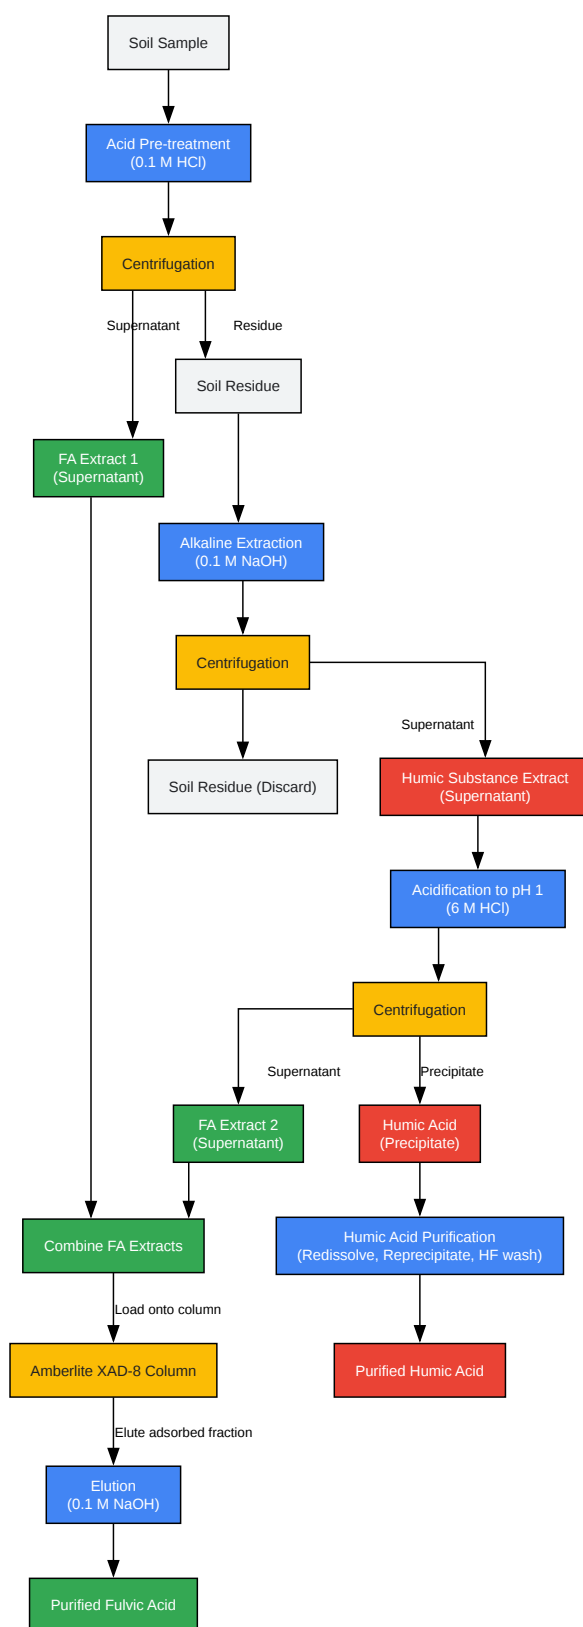 Soil Sample
Acid Pre-treatment
(0.1 M HCl)
Centrifugation
Supernatant
Residue
Soil Residue
FA Extract 1
(Supernatant)
Alkaline Extraction
(0.1 M NaOH)
Centrifugation
Supernatant
Humic Substance Extract
(Supernatant)
Soil Residue (Discard)
Acidification to pH 1
(6 M HCl)
Centrifugation
Supernatant
Precipitate
FA Extract 2
(Supernatant)
Humic Acid
(Precipitate)
Combine FA Extracts
Humic Acid Purification
(Redissolve, Reprecipitate, HF wash)
Load onto column
Amberlite XAD-8 Column
Purified Humic Acid
Elute adsorbed fraction
Elution
(0.1 M NaOH)
Purified Fulvic Acid